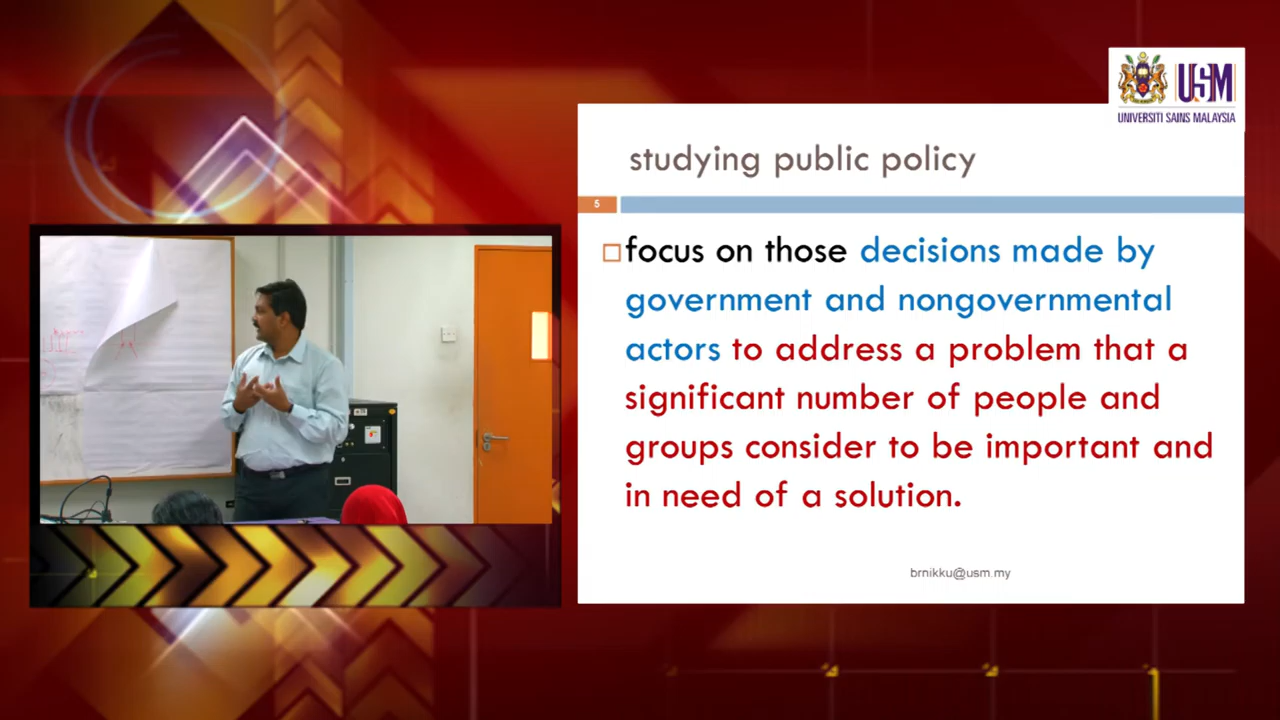 USM
UNIVERSITI SAINS MALAYSIA
studying public policy
5
focus on those decisions made by
government and nongovernmental
actors to address a problem that a
significant number of people and
groups consider to be important and
in need of a solution.
brnikku@usm.my